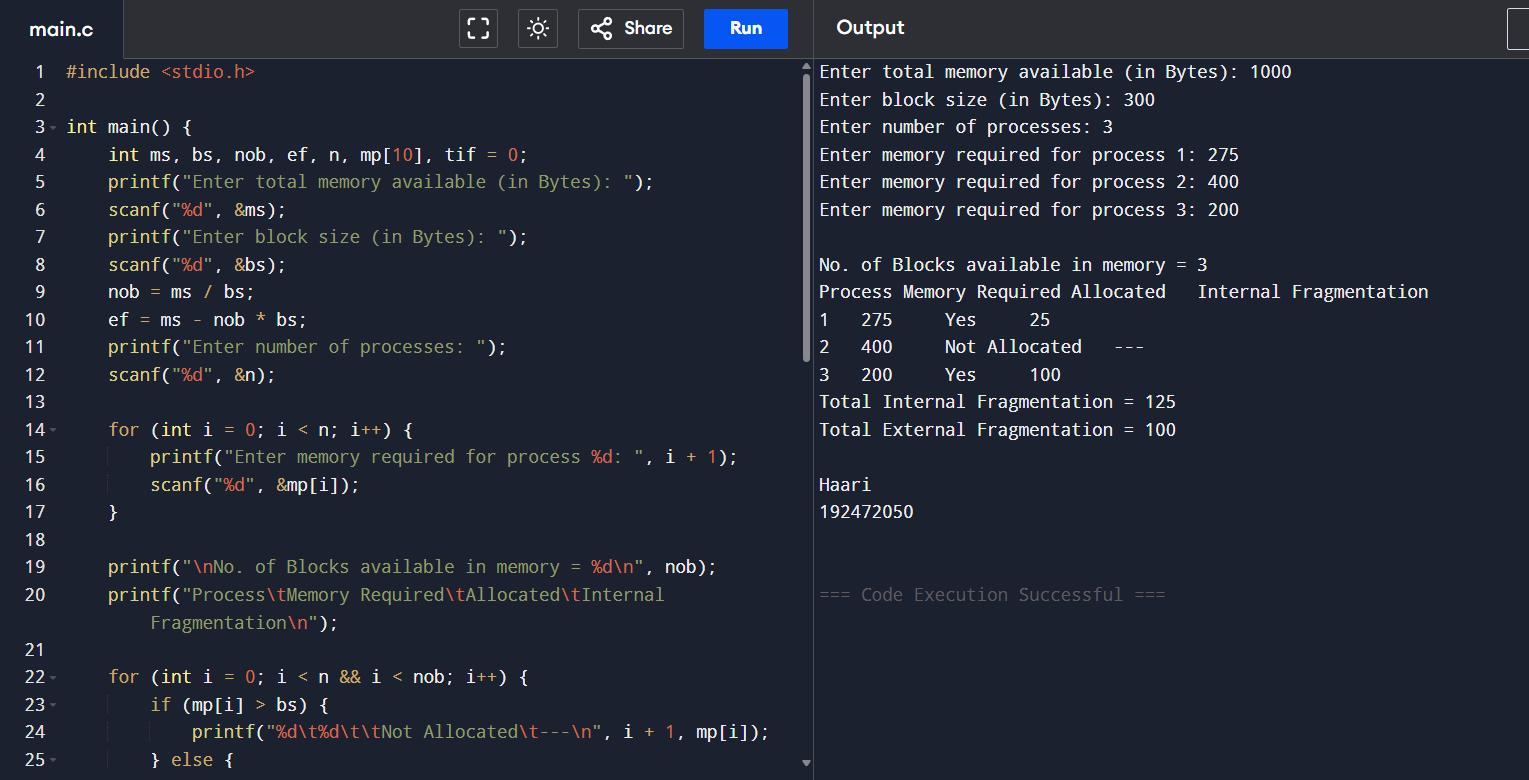 main.c
Share
Run
Output
1 #include <stdio.h>
2
3 int main() {
4 int ms, bs, nob, ef, n, mp[10], tif = 0;
5 printf("Enter total memory available (in Bytes): ");
6 scanf("%d", &ms);
7 printf("Enter block size (in Bytes): ");
8 scanf("%d", &bs);
9 nob = ms / bs;
10 ef = ms - nob * bs;
11 printf("Enter number of processes: ");
12 scanf("%d", &n);
13
14 for (int i = 0; i < n; i++) {
15 printf("Enter memory required for process %d: ", i + 1);
16 scanf("%d", &mp[i]);
17 }
18
19 printf("\nNo. of Blocks available in memory = %d\n", nob);
20 printf("Process\tMemory Required\tAllocated\tInternal
Fragmentation\n");
21
22 for (int i = 0; i < n && i < nob; i++) {
23 if (mp[i] > bs) {
24 printf("%d\t%d\t\tNot Allocated\t---\n", i + 1, mp[i]);
25 } else {
Enter total memory available (in Bytes): 1000
Enter block size (in Bytes): 300
Enter number of processes: 3
Enter memory required for process 1: 275
Enter memory required for process 2: 400
Enter memory required for process 3: 200
No. of Blocks available in memory = 3
Process Memory Required Allocated Internal Fragmentation
1 275 Yes 25
2 400 Not Allocated ---
3 200 Yes 100
Total Internal Fragmentation = 125
Total External Fragmentation = 100
Haari
192472050
=== Code Execution Successful ===